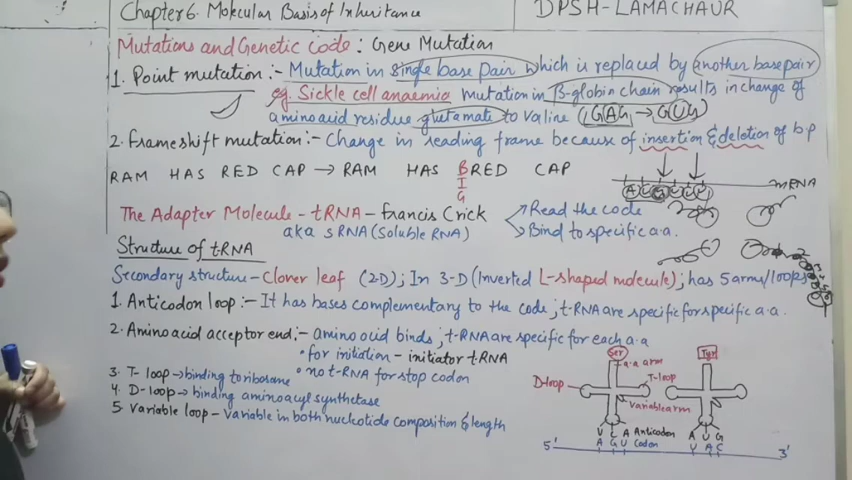 Chapter 6. Molecular Basis of Inheritance
DPSH-LAMACHAUR
Mutations and Genetic code: Gene Mutation
1. Point mutation :- Mutation in single base pair which is replaced by another base pair
eg. Sickle cell anaemia mutation in β-globin chain results in change of
amino acid residue glutamate to valine (GAG → GUG)
2. Frameshift mutation :- Change in reading frame because of insertion & deletion of bp
RAM HAS RED CAP → RAM HAS BRED CAP
I
G
mRNA
The Adapter Molecule - tRNA - Francis Crick
Read the code
aka sRNA (Soluble RNA)
Bind to specific a.a.
Structure of tRNA
Secondary structure - Clover leaf (2-D); In 3-D (Inverted L-shaped molecule); has 5 arms/loops
1. Anticodon loop :- It has bases complementary to the code; t-RNA are specific for specific a.a.
2. Amino acid acceptor end :- amino acid binds; t-RNA are specific for each a.a
• for initiation - initiator tRNA
• no t-RNA for stop codon
3. T-loop → binding to ribosome
4. D-loop → binding aminoacyl synthetase
5. Variable loop - Variable in both nucleotide composition & length
Ser
Tyr
a.a arm
D-loop
T-loop
Variable arm
U C A Anticodon A U G
A G U Codon U A C
5' 3'